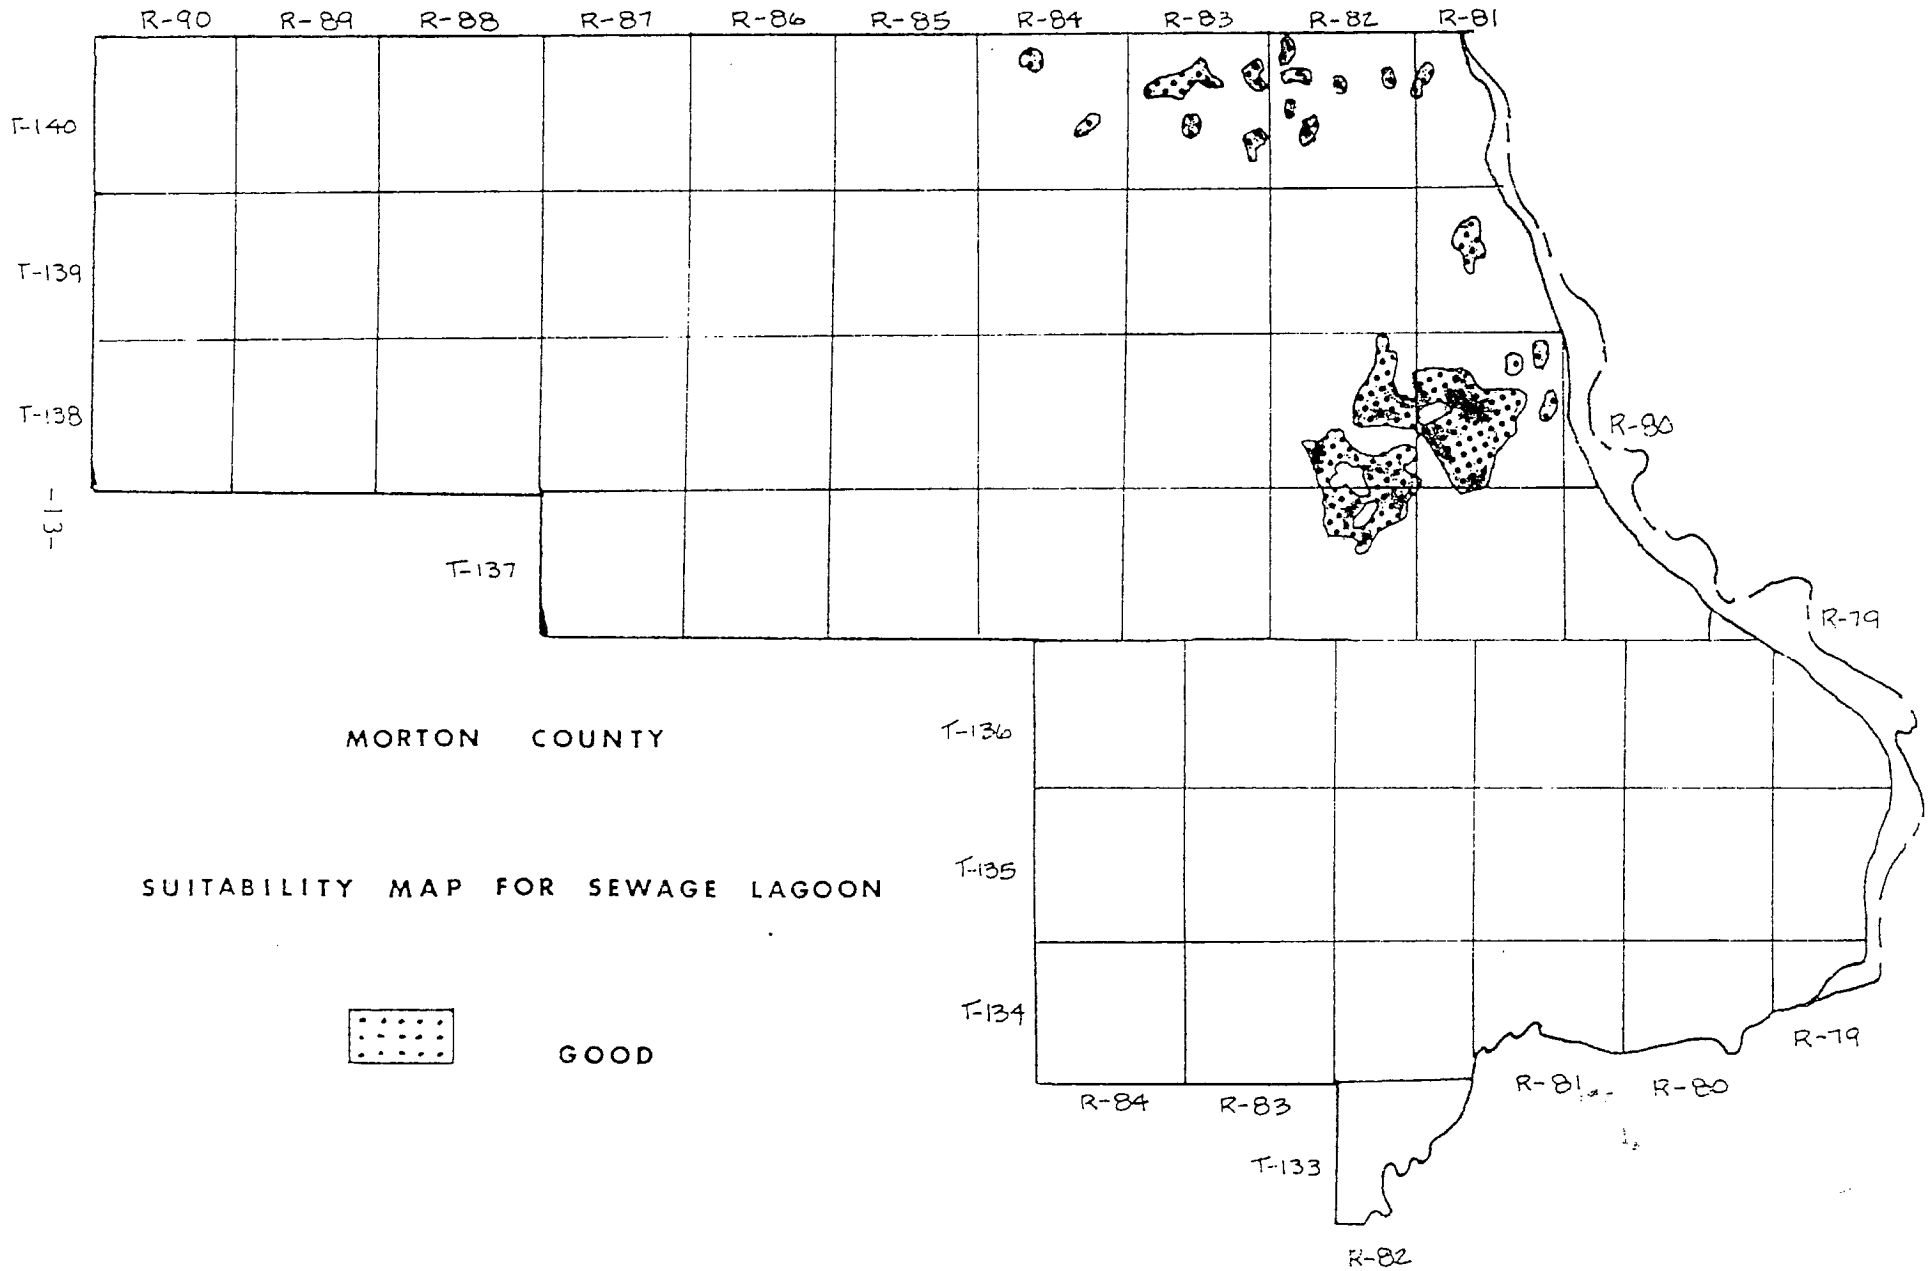 R-90 R-89 R-88 R-87 R-86 R-85 R-84 R-83 R-82 R-81
T-140
T-139
T-138
R-80
-13-
T-137
R-79
MORTON COUNTY
T-136
SUITABILITY MAP FOR SEWAGE LAGOON
T-135
T-134
GOOD
R-79
R-84 R-83 R-81 R-80
T-133
R-82